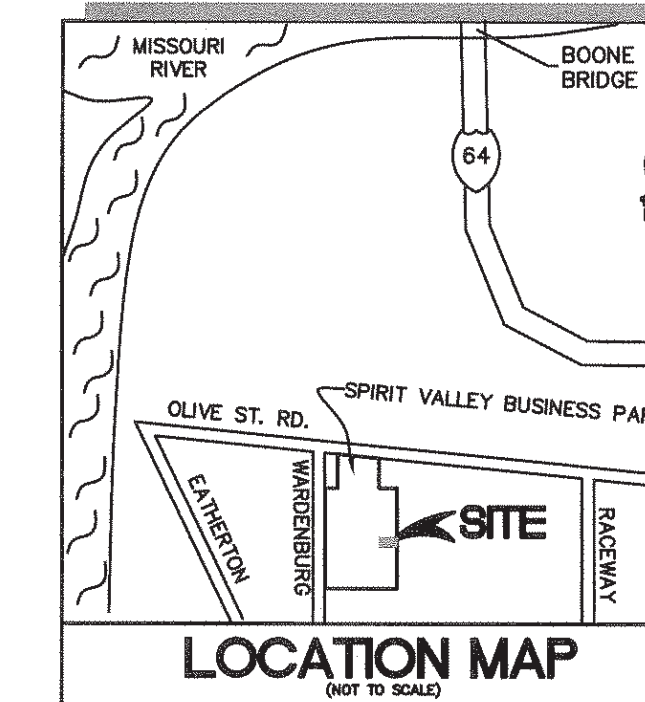 MISSOURI
RIVER
BOONE
BRIDGE
64
SPIRIT VALLEY BUSINESS
OLIVE ST. RD.
EATHERTON
WARDENBURG
SITE
RACEWAY
LOCATION MAP
(NOT TO SCALE)